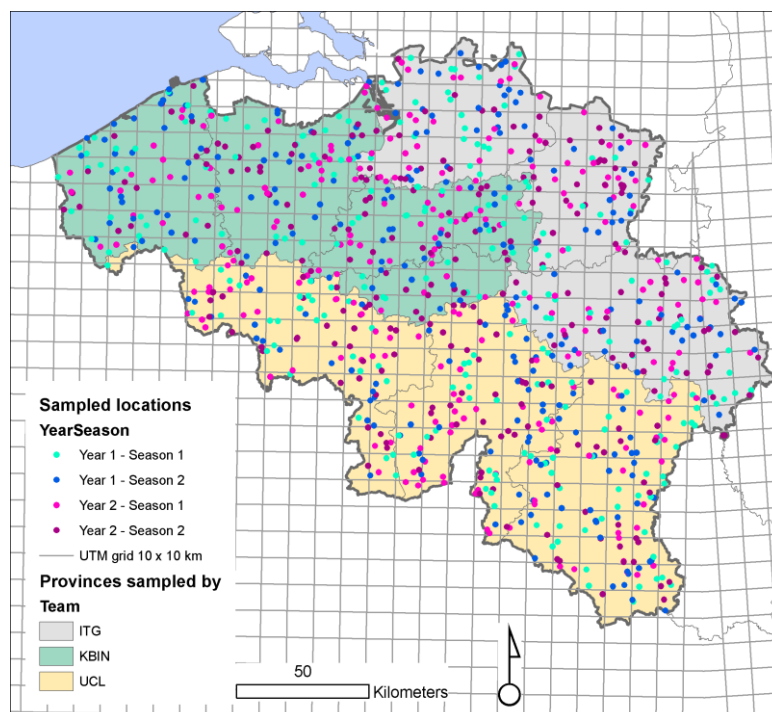 Sampled locations
YearSeason
Year 1 - Season 1
Year 1 - Season 2
Year 2 - Season 1
Year 2 - Season 2
UTM grid 10 x 10 km
Provinces sampled by
Team
ITG
KBIN
UCL
50
Kilometers